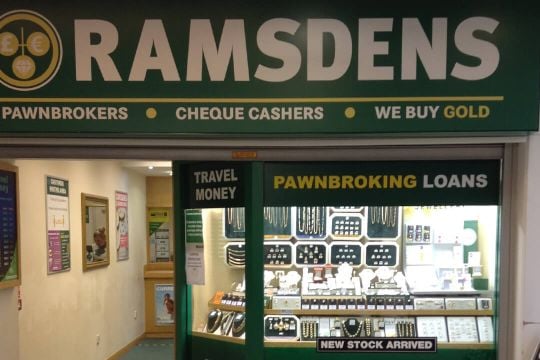 RAMSDENS
PAWNBROKERS • CHEQUE CASHERS • WE BUY GOLD
TRAVEL
MONEY
PAWNBROKING LOANS
NEW STOCK ARRIVED